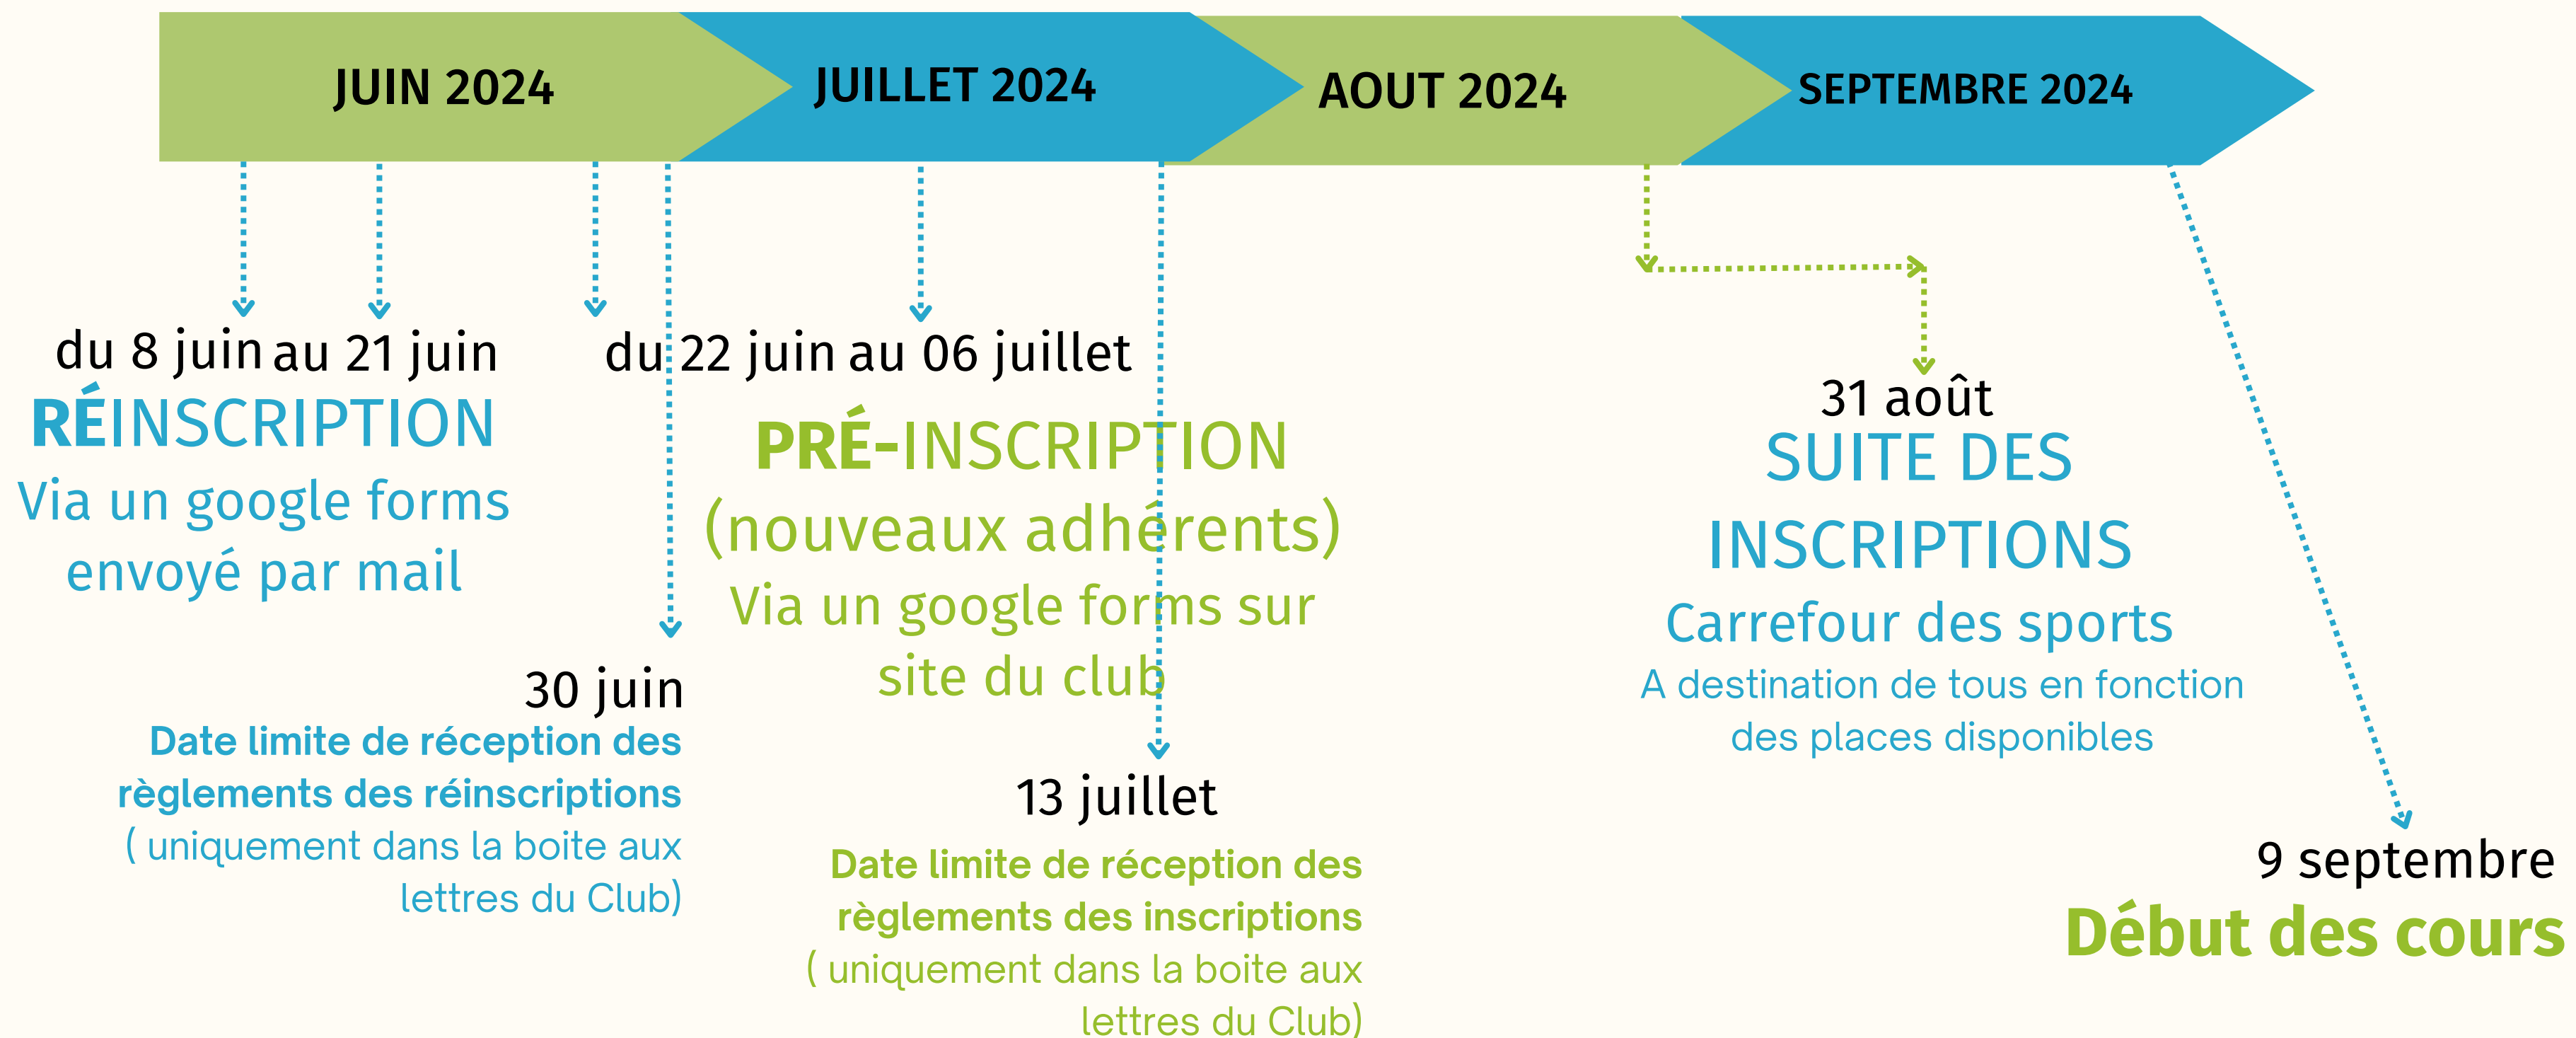 JUIN 2024
JUILLET 2024
AOUT 2024
SEPTEMBRE 2024
du 8 juin au 21 juin
RÉINSCRIPTION
Via un google forms
envoyé par mail
30 juin
Date limite de réception des
règlements des réinscriptions
( uniquement dans la boite aux
lettres du Club)
du 22 juin au 06 juillet
PRÉ-INSCRIPTION
(nouveaux adhérents)
Via un google forms sur
site du club
13 juillet
Date limite de réception des
règlements des inscriptions
( uniquement dans la boite aux
lettres du Club)
31 août
SUITE DES
INSCRIPTIONS
Carrefour des sports
A destination de tous en fonction
des places disponibles
9 septembre
Début des cours